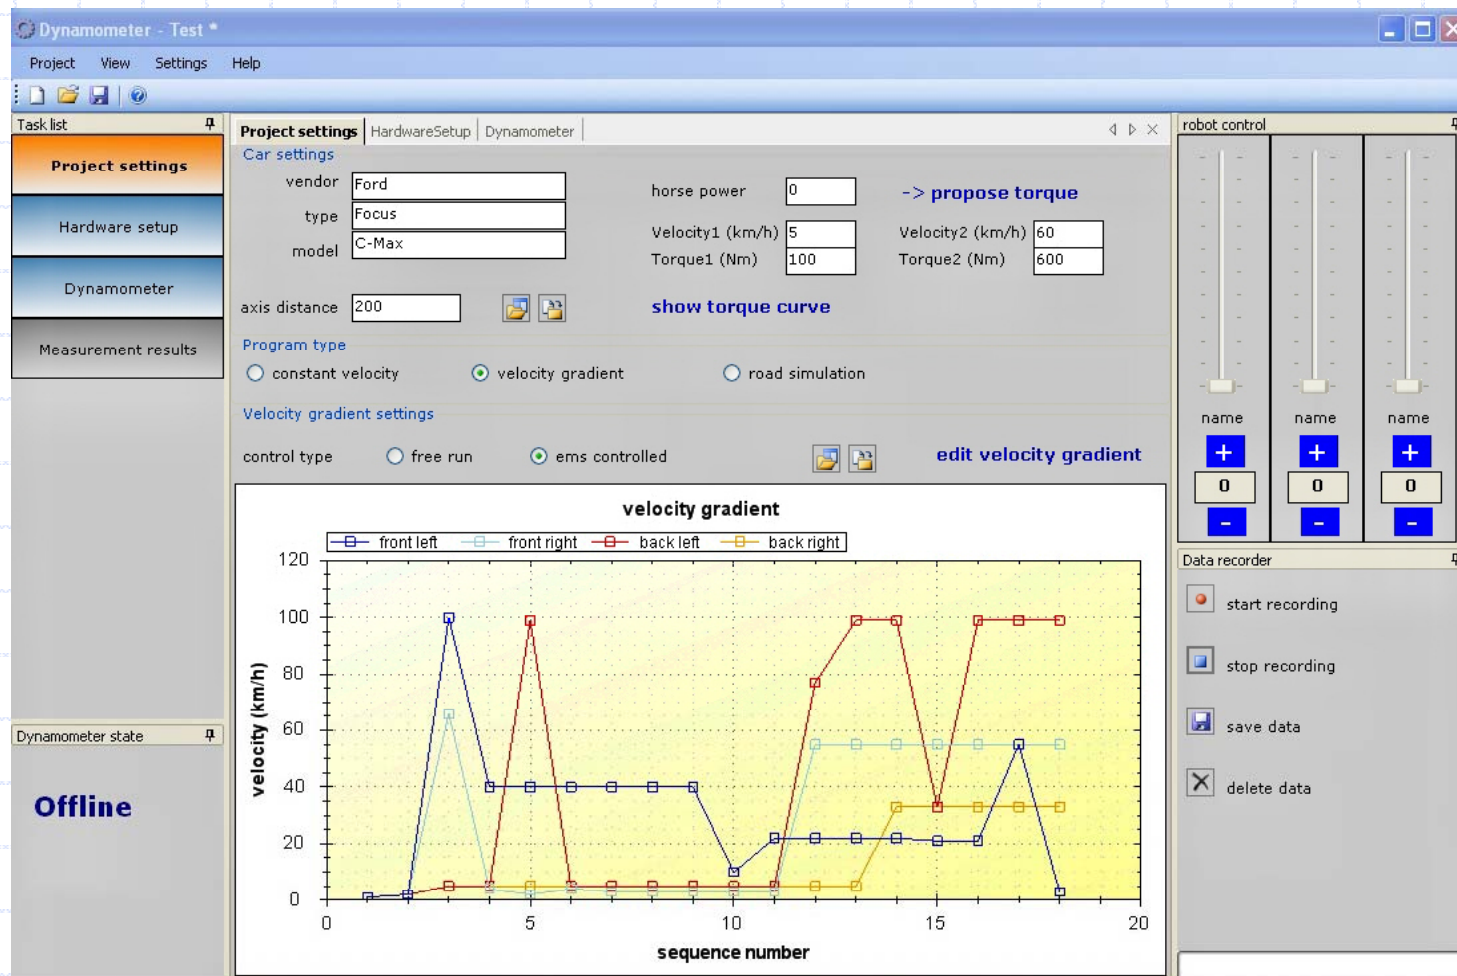 Dynamometer - Test *
Project View Settings Help
Task list
Project settings
Hardware setup
Dynamometer
Measurement results
Dynamometer state
Offline
Project settings HardwareSetup Dynamometer
Car settings
vendor Ford
type Focus
model C-Max
axis distance 200
horse power 0 -> propose torque
Velocity1 (km/h) 5 Velocity2 (km/h) 60
Torque1 (Nm) 100 Torque2 (Nm) 600
show torque curve
Program type
constant velocity velocity gradient road simulation
Velocity gradient settings
control type free run ems controlled edit velocity gradient
velocity gradient
front left front right back left back right
velocity (km/h)
120
100
80
60
40
20
0
0 5 10 15 20
sequence number
robot control
name name name
+ + +
0 0 0
- - -
Data recorder
start recording
stop recording
save data
delete data